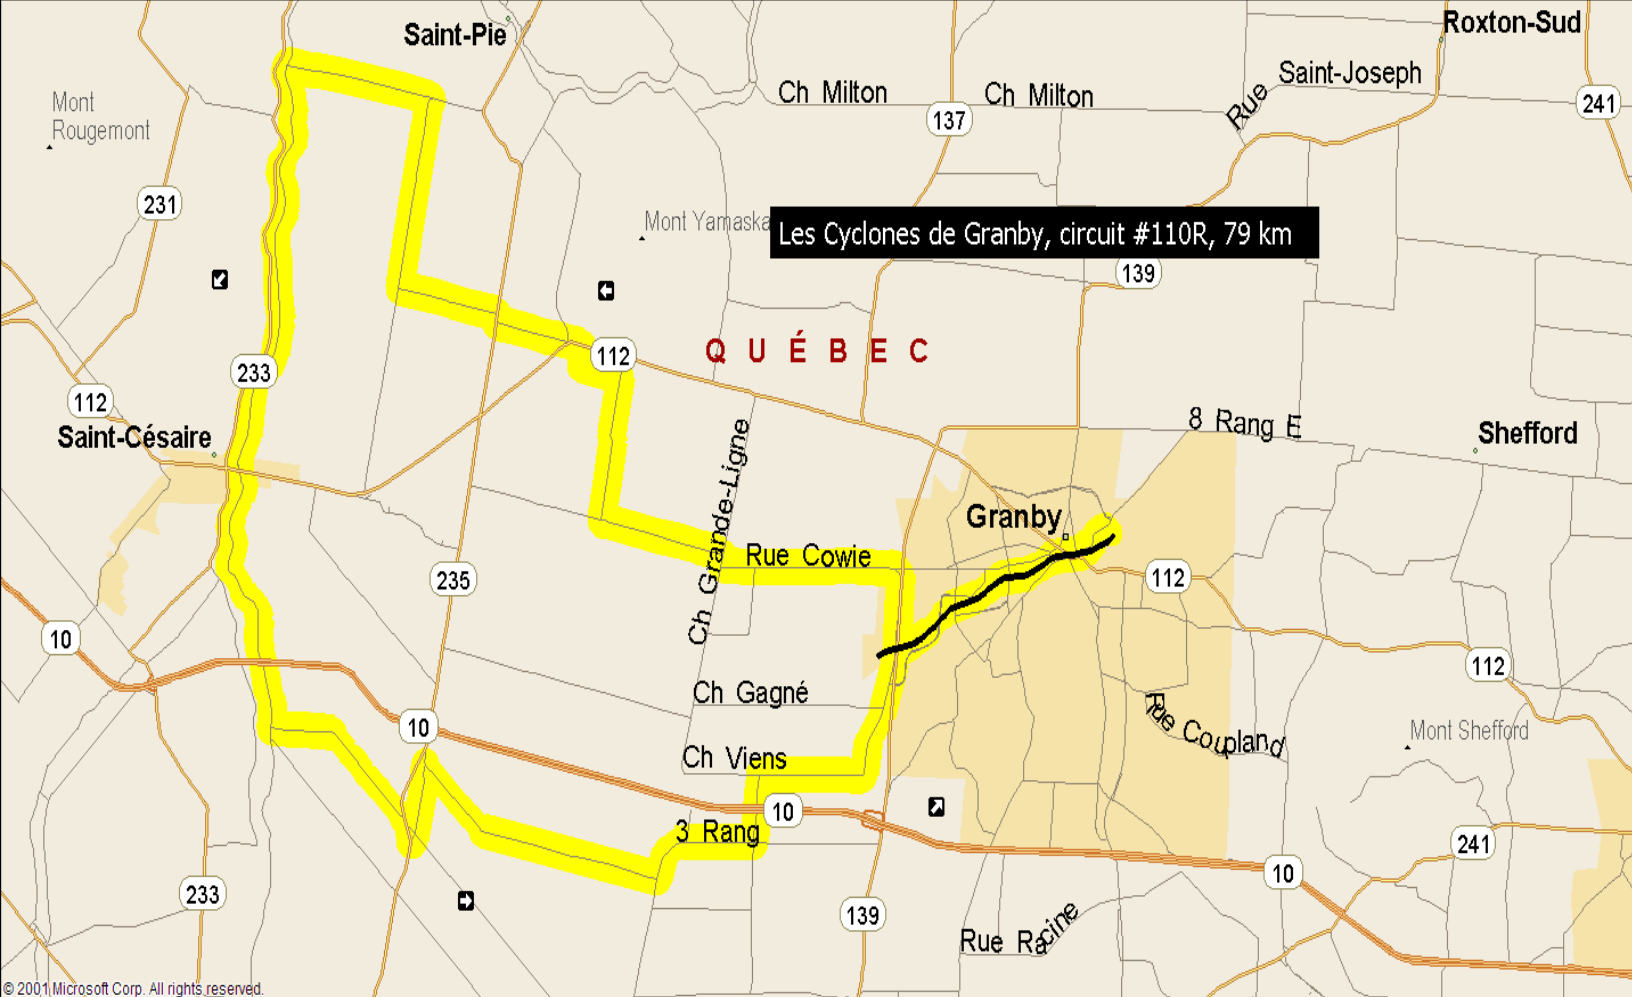 Saint-Pie
Roxton-Sud
Mont
Rougemont
Ch Milton
Ch Milton
Rue
Saint-Joseph
241
137
231
Mont Yamaska
Les Cyclones de Granby, circuit #110R, 79 km
139
QUÉBEC
112
233
112
Saint-Césaire
Ch Grande-Ligne
8 Rang E
Shefford
Granby
Rue Cowie
235
112
10
112
Ch Gagné
Rue Coupland
Mont Shefford
10
Ch Viens
10
3 Rang
241
10
233
139
Rue Racine
© 2001 Microsoft Corp. All rights reserved.